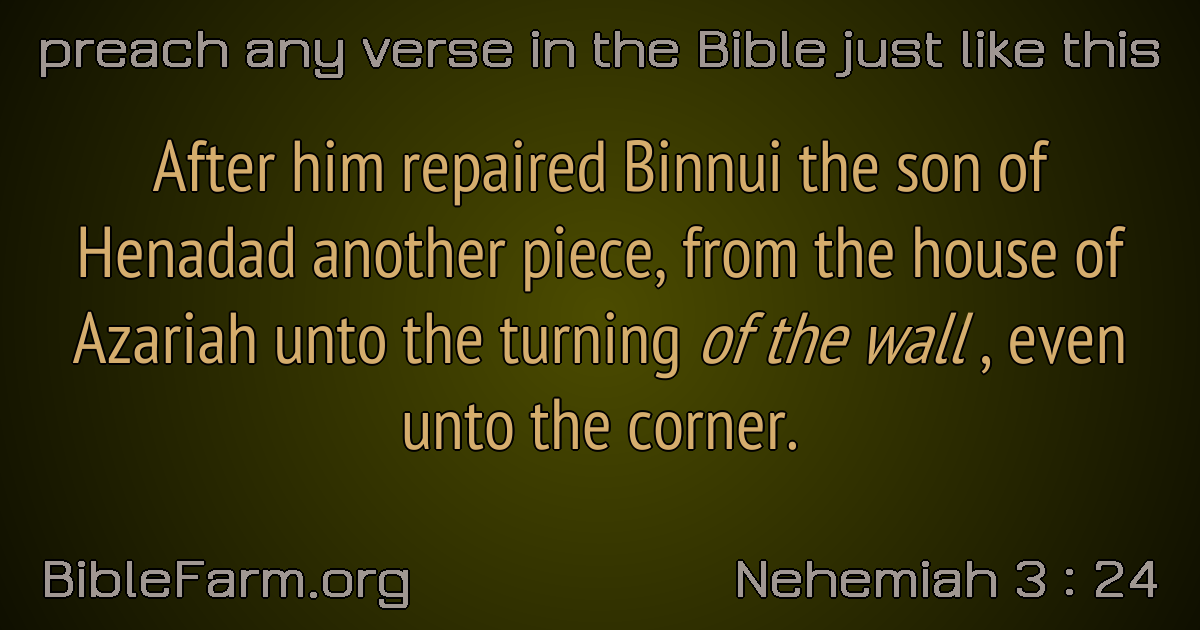 preach any verse in the Bible just like this
After him repaired Binnui the son of
Henadad another piece, from the house of
Azariah unto the turning of the wall , even
unto the corner.
BibleFarm.org
Nehemiah 3 : 24